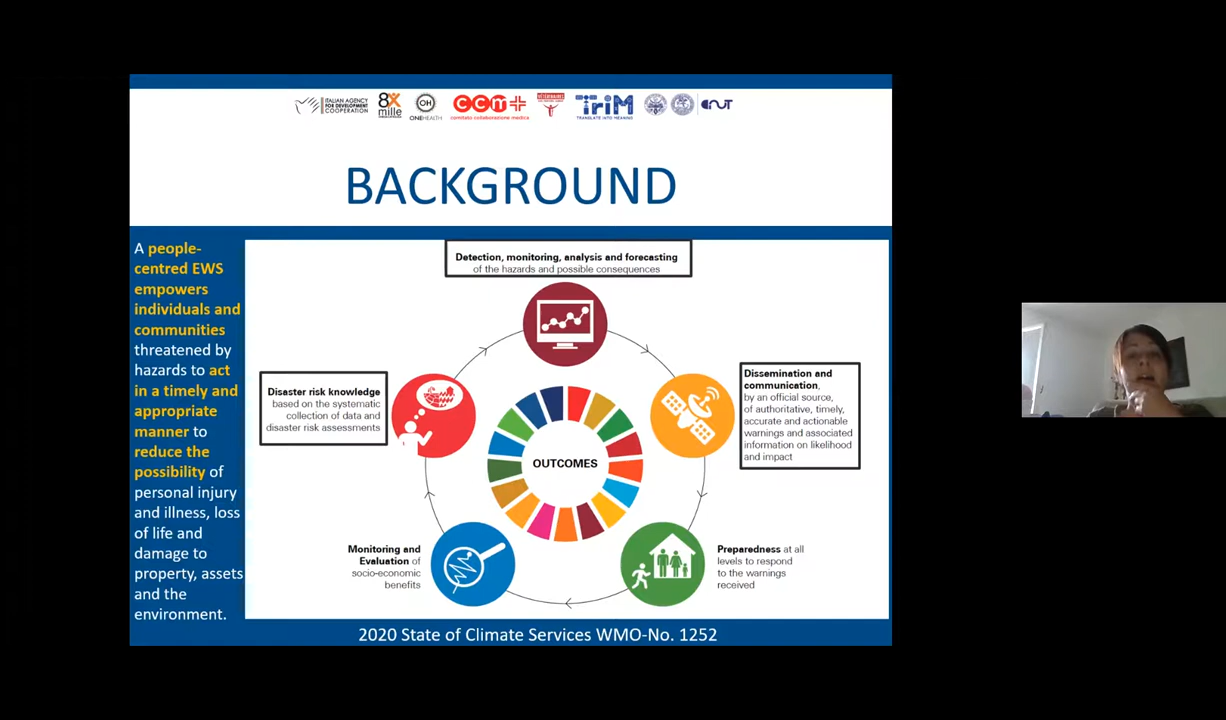 ITALIAN AGENCY
FOR DEVELOPMENT
COOPERATION
8X
mille
OH
ONEHEALTH
ccm
comitato collaborazione medica
TriM
TRANSLATE INTO MEANING
BACKGROUND
A people-
centred EWS
empowers
individuals and
communities
threatened by
hazards to act
in a timely and
appropriate
manner to
reduce the
possibility of
personal injury
and illness, loss
of life and
damage to
property, assets
and the
environment.
Detection, monitoring, analysis and forecasting
of the hazards and possible consequences
Disaster risk knowledge
based on the systematic
collection of data and
disaster risk assessments
Dissemination and
communication,
by an official source,
of authoritative, timely,
accurate and actionable
warnings and associated
information on likelihood
and impact
OUTCOMES
Monitoring and
Evaluation of
socio-economic
benefits
Preparedness at all
levels to respond
to the warnings
received
2020 State of Climate Services WMO-No. 1252